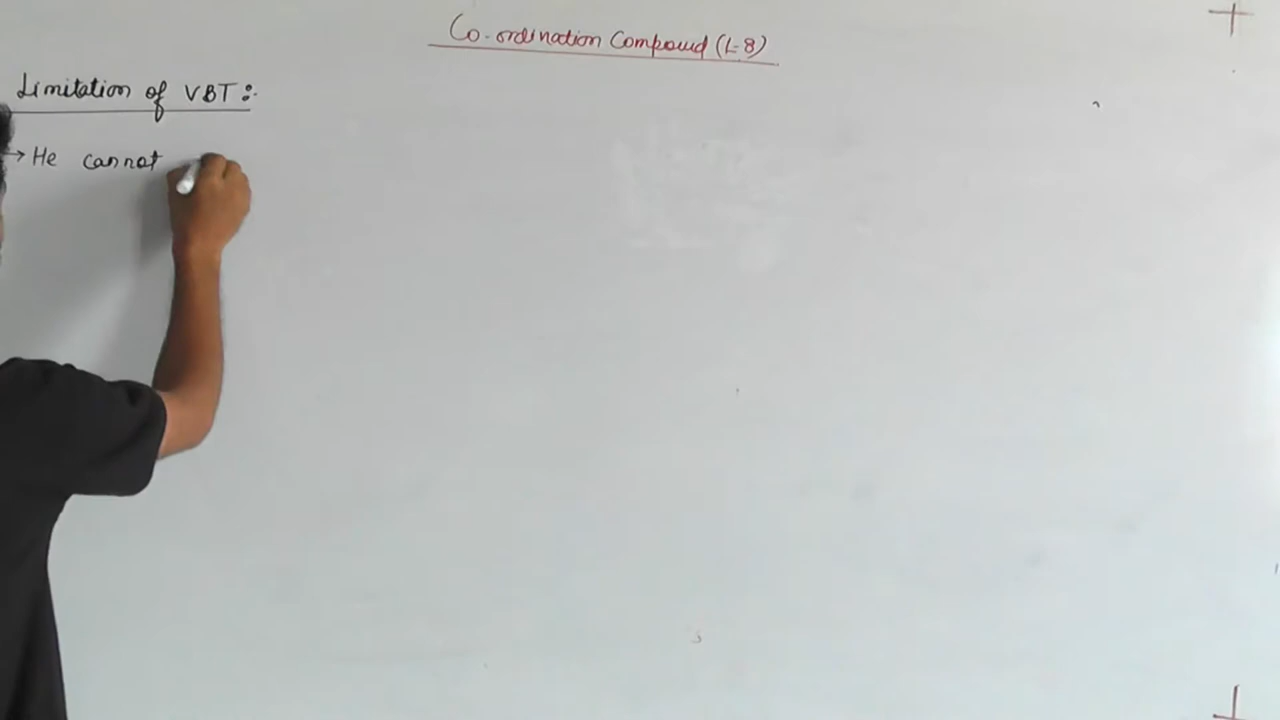 Co-ordination Compound (L-8)
Limitation of VBT :-
→ He cannot